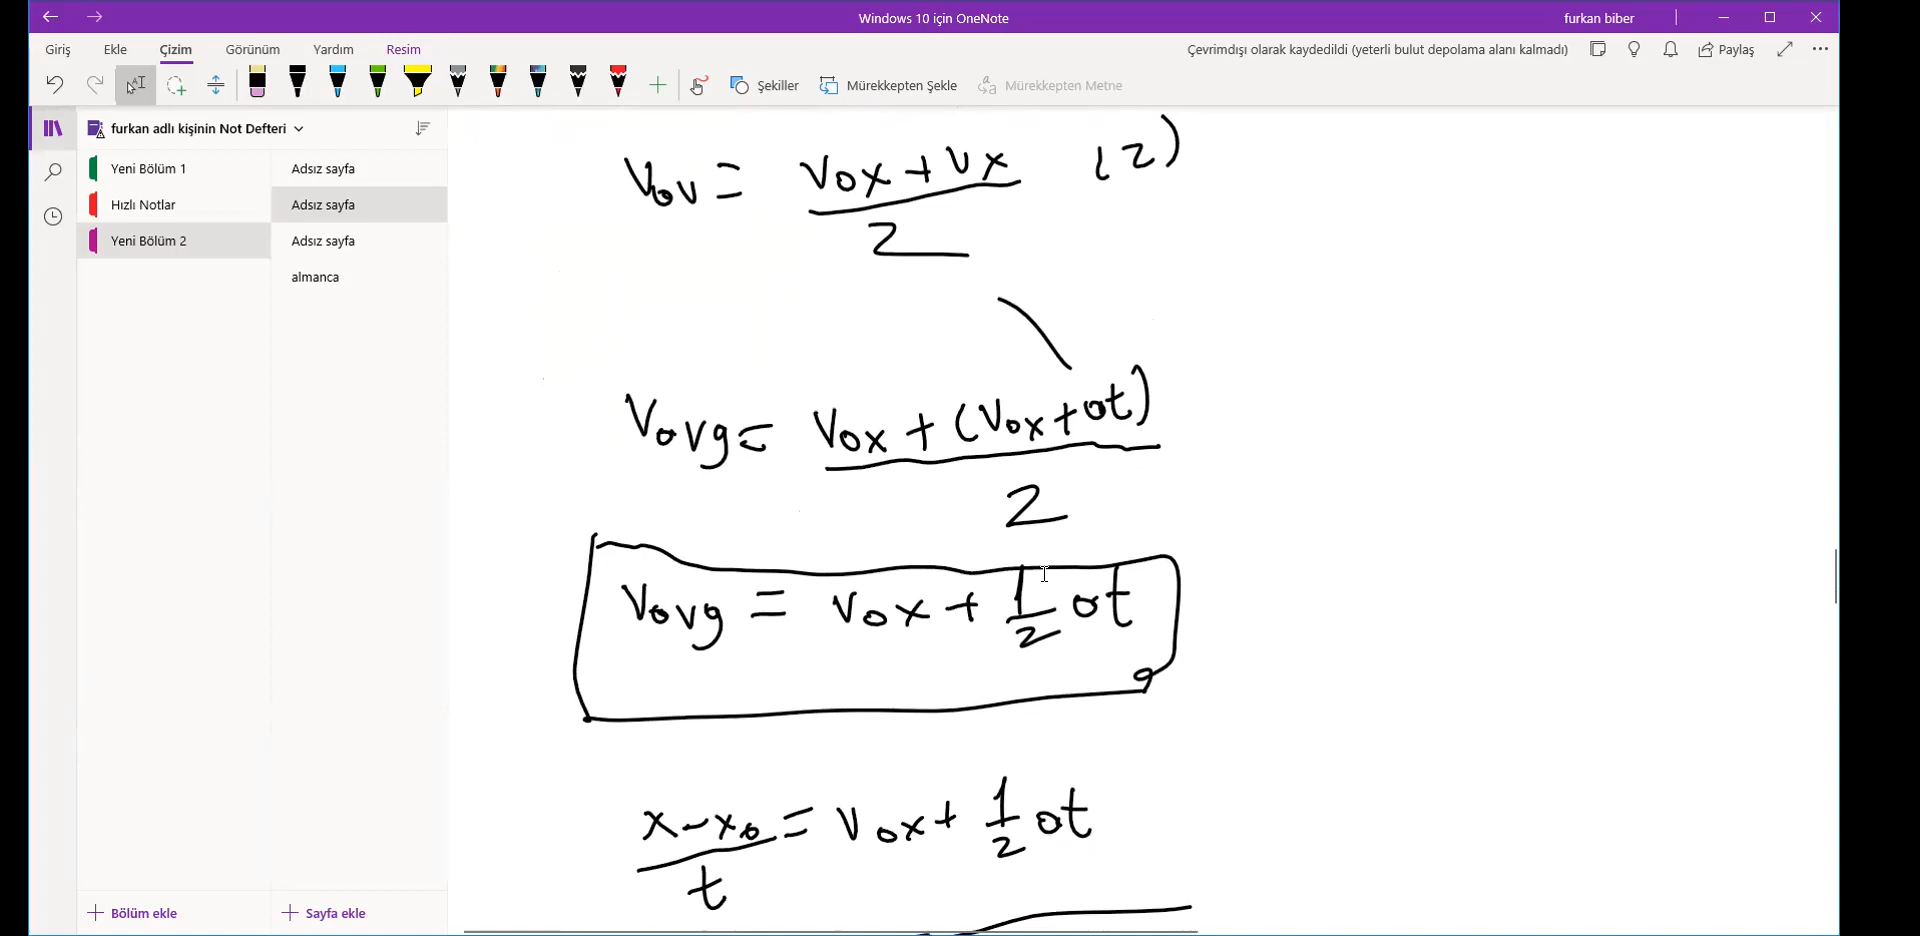 Windows 10 için OneNote
furkan biber
Giriş Ekle Çizim Görünüm Yardım Resim
Çevrimdışı olarak kaydedildi (yeterli bulut depolama alanı kalmadı)
Paylaş
Şekiller
Mürekkepten Şekle
Mürekkepten Metne
furkan adlı kişinin Not Defteri
Yeni Bölüm 1
Hızlı Notlar
Yeni Bölüm 2
Adsız sayfa
Adsız sayfa
Adsız sayfa
almanca
Vav = (Vox + Vx) / 2 (2)
Vavg = (Vox + (Vox + at)) / 2
Vavg = Vox + 1/2 at
(x - xo) / t = Vox + 1/2 at
Bölüm ekle
Sayfa ekle